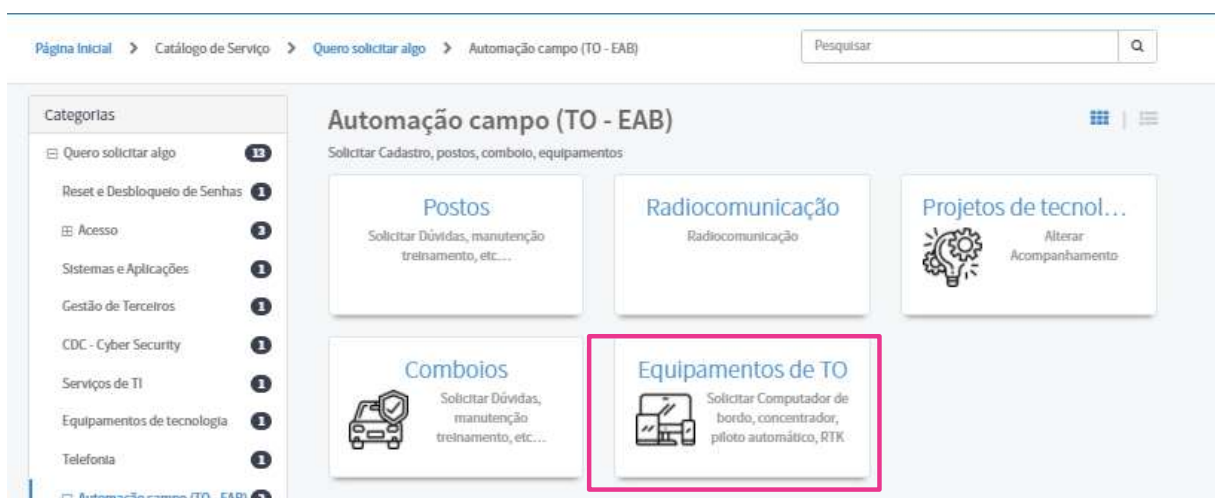 Página Inicial > Catálogo de Serviço > Quero solicitar algo > Automação campo (TO - EAB)
Pesquisar
Categorias
Quero solicitar algo 13
Reset e Desbloqueio de Senhas 1
Acesso 3
Sistemas e Aplicações 1
Gestão de Terceiros 1
CDC - Cyber Security 1
Serviços de TI 1
Equipamentos de tecnologia 1
Telefonia 1
Automação campo (TO - EAB)
Automação campo (TO - EAB)
Solicitar Cadastro, postos, comboio, equipamentos
Postos
Solicitar Dúvidas, manutenção
treinamento, etc...
Radiocomunicação
Radiocomunicação
Projetos de tecnol...
Alterar
Acompanhamento
Comboios
Solicitar Dúvidas,
manutenção
treinamento, etc...
Equipamentos de TO
Solicitar Computador de
bordo, concentrador,
piloto automático, RTK